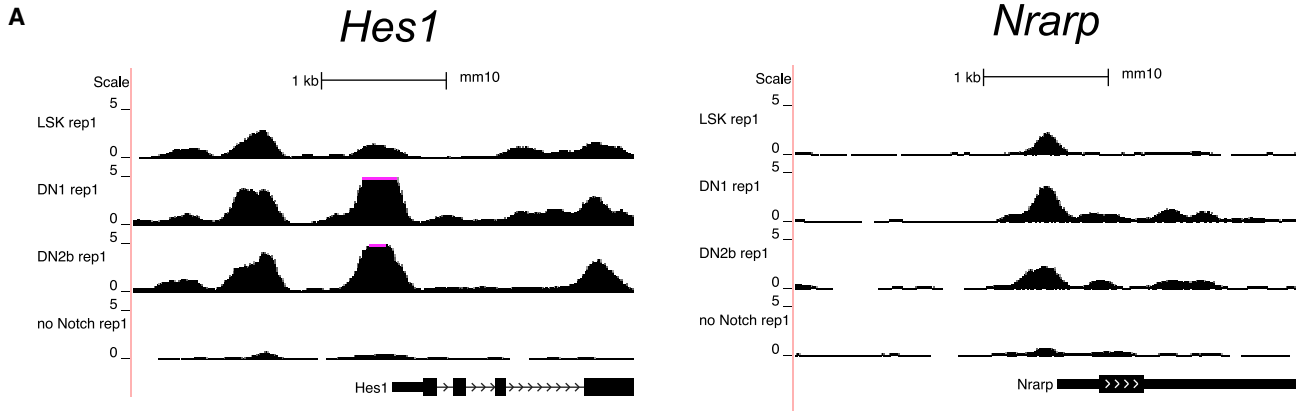 A
Hes1
Scale 1 kb mm10
5
LSK rep1
0
5
DN1 rep1
0
5
DN2b rep1
0
5
no Notch rep1
0
Hes1
Nrarp
Scale 1 kb mm10
5
LSK rep1
0
5
DN1 rep1
0
5
DN2b rep1
0
5
no Notch rep1
0
Nrarp